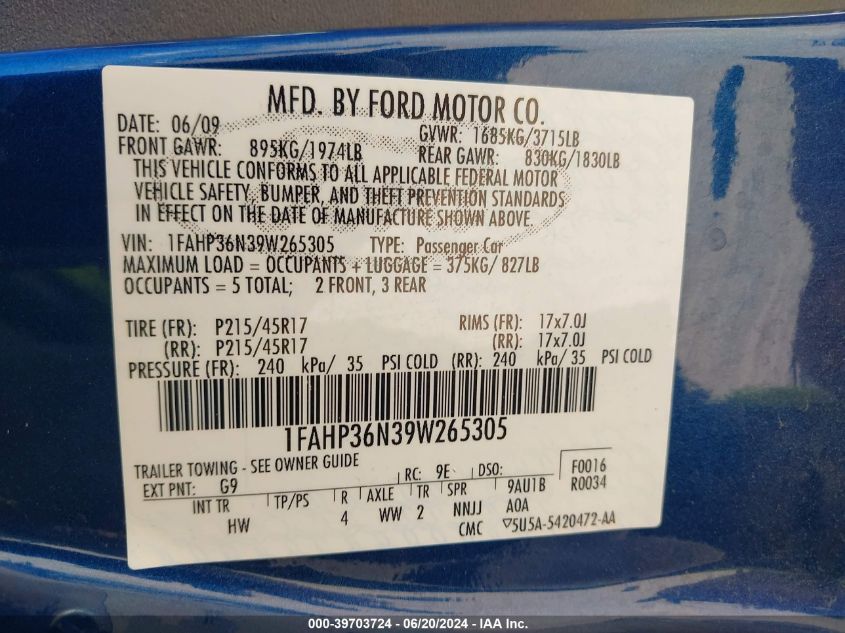 MFD. BY FORD MOTOR CO.
DATE: 06/09 GVWR: 1685KG/3715LB
FRONT GAWR: 895KG/1974LB REAR GAWR: 830KG/1830LB
THIS VEHICLE CONFORMS TO ALL APPLICABLE FEDERAL MOTOR
VEHICLE SAFETY, BUMPER, AND THEFT PREVENTION STANDARDS
IN EFFECT ON THE DATE OF MANUFACTURE SHOWN ABOVE.
VIN: 1FAHP36N39W265305 TYPE: Passenger Car
MAXIMUM LOAD = OCCUPANTS + LUGGAGE = 375KG/ 827LB
OCCUPANTS = 5 TOTAL; 2 FRONT, 3 REAR
TIRE (FR): P215/45R17 RIMS (FR): 17x7.0J
(RR): P215/45R17 (RR): 17x7.0J
PRESSURE (FR): 240 kPa/ 35 PSI COLD (RR): 240 kPa/ 35 PSI COLD
1FAHP36N39W265305
TRAILER TOWING - SEE OWNER GUIDE
EXT PNT: G9 RC: 9E DSO: F0016
INT TR TP/PS R AXLE TR SPR 9AU1B R0034
HW 4 WW 2 NNJJ AOA
CMC ▽5U5A-5420472-AA
000-39703724 - 06/20/2024 - IAA Inc.